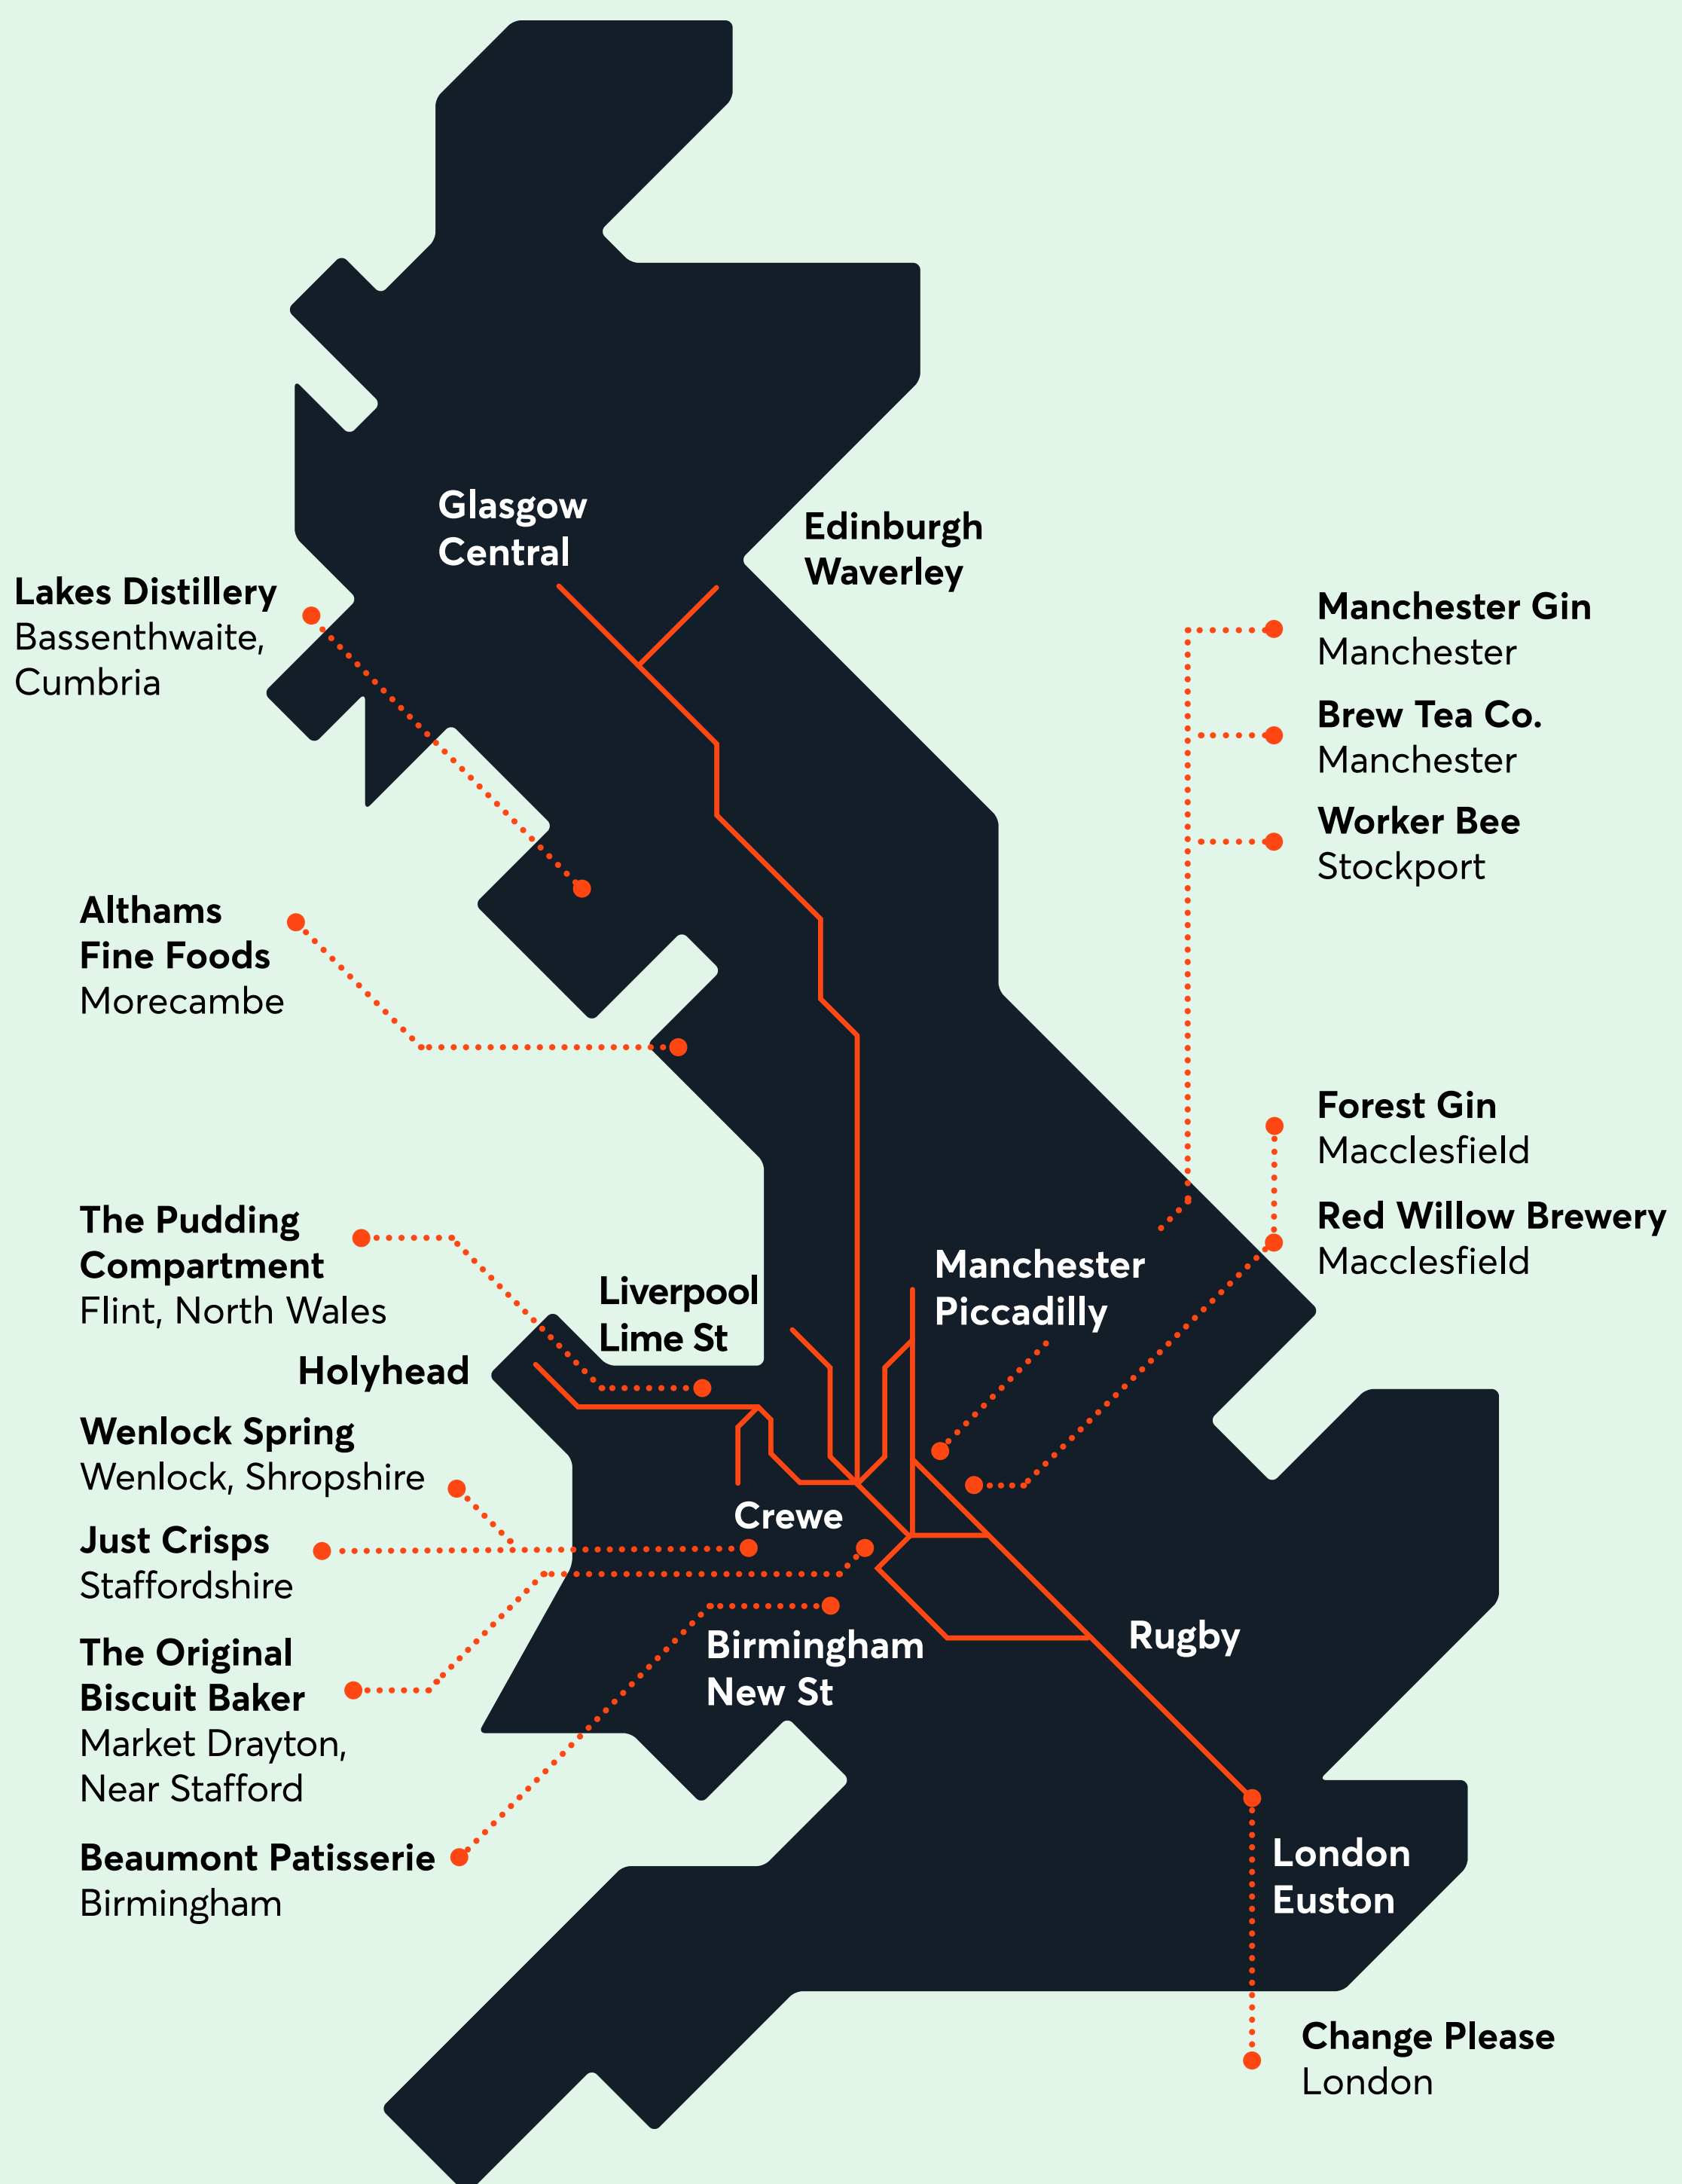 Glasgow
Central
Edinburgh
Waverley
Lakes Distillery
Bassenthwaite,
Cumbria
Manchester Gin
Manchester
Brew Tea Co.
Manchester
Worker Bee
Stockport
Althams
Fine Foods
Morecambe
Forest Gin
Macclesfield
Red Willow Brewery
Macclesfield
The Pudding
Compartment
Flint, North Wales
Liverpool
Lime St
Manchester
Piccadilly
Holyhead
Wenlock Spring
Wenlock, Shropshire
Crewe
Just Crisps
Staffordshire
The Original
Biscuit Baker
Market Drayton,
Near Stafford
Birmingham
New St
Rugby
Beaumont Patisserie
Birmingham
London
Euston
Change Please
London